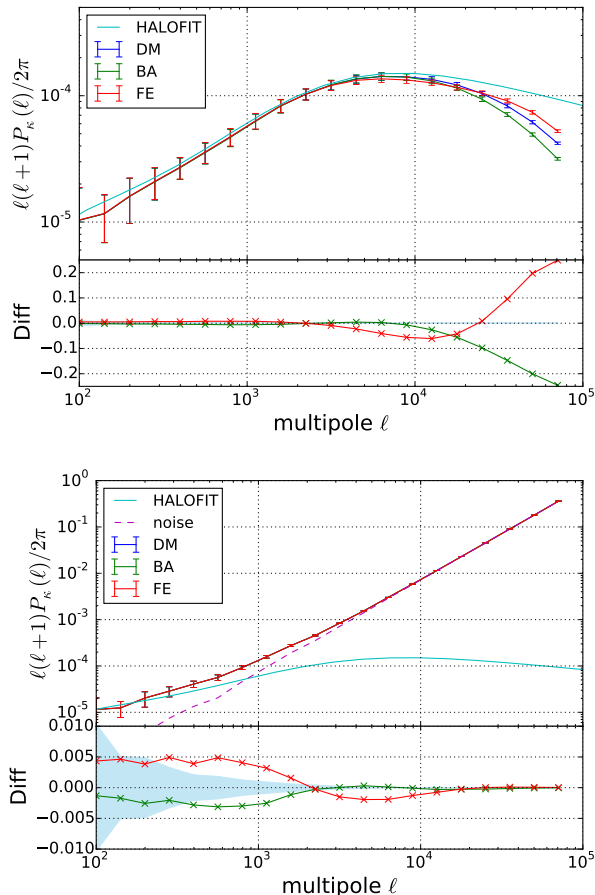 HALOFIT
DM
BA
FE
10⁻⁴
10⁻⁵
ℓ(ℓ+1)Pκ(ℓ)/2π
0.2
0.1
0.0
−0.1
−0.2
Diff
10² 10³ 10⁴ 10⁵
multipole ℓ
HALOFIT
noise
DM
BA
FE
10⁰
10⁻¹
10⁻²
10⁻³
10⁻⁴
10⁻⁵
ℓ(ℓ+1)Pκ(ℓ)/2π
0.010
0.005
0.000
−0.005
−0.010
Diff
10² 10³ 10⁴ 10⁵
multipole ℓ